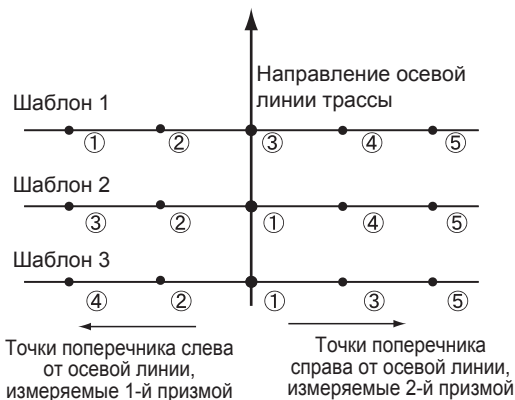 Направление осевой
линии трассы
Шаблон 1
① ② ③ ④ ⑤
Шаблон 2
③ ② ① ④ ⑤
Шаблон 3
④ ② ① ③ ⑤
Точки поперечника слева
от осевой линии,
измеряемые 1-й призмой
Точки поперечника
справа от осевой линии,
измеряемые 2-й призмой